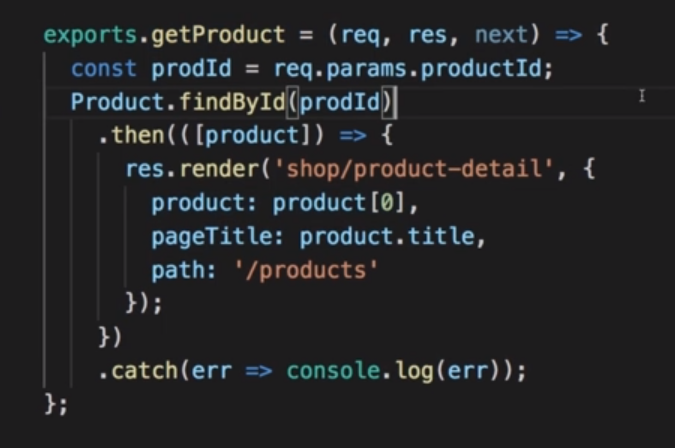 exports.getProduct = (req, res, next) => {
  const prodId = req.params.productId;
  Product.findById(prodId)
    .then(([product]) => {
      res.render('shop/product-detail', {
        product: product[0],
        pageTitle: product.title,
        path: '/products'
      });
    })
    .catch(err => console.log(err));
};